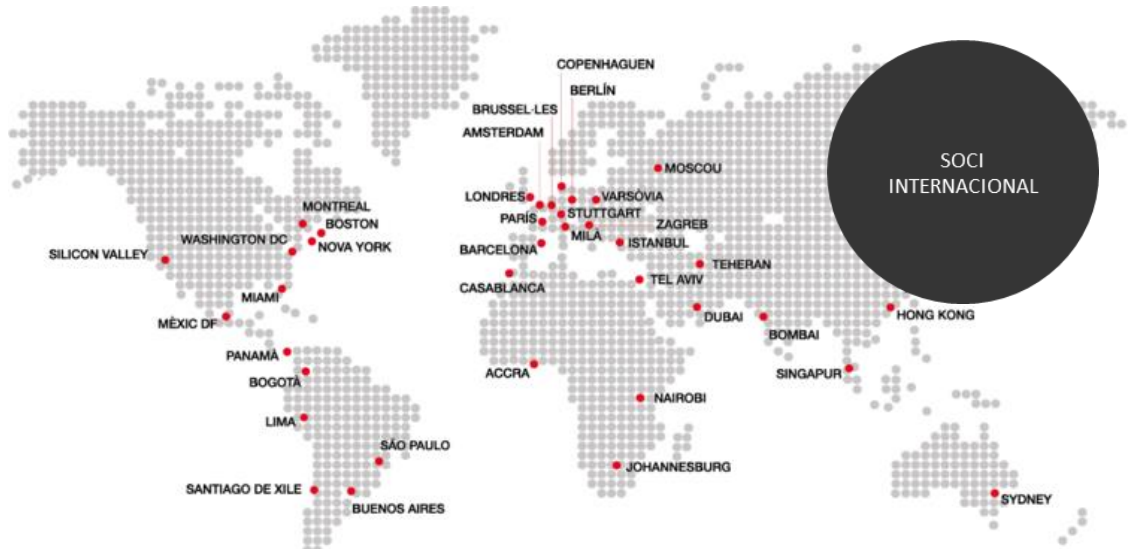 COPENHAGUEN
BERLÍN
BRUSSEL·LES
AMSTERDAM
SOCI
INTERNACIONAL
MOSCOU
LONDRES
VARSÒVIA
MONTREAL
STUTTGART
PARÍS
BOSTON
ZAGREB
MILÀ
WASHINGTON DC
NOVA YORK
ISTANBUL
BARCELONA
SILICON VALLEY
TEHERAN
TEL AVIV
CASABLANCA
MIAMI
DUBAI
HONG KONG
MÈXIC DF
BOMBAI
PANAMÀ
ACCRA
SINGAPUR
BOGOTÀ
NAIROBI
LIMA
SÃO PAULO
JOHANNESBURG
SANTIAGO DE XILE
SYDNEY
BUENOS AIRES